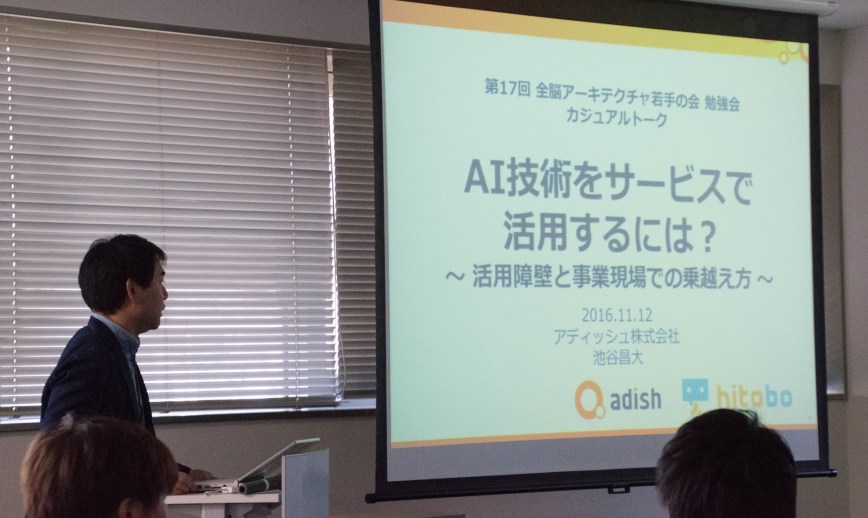 第17回 全脳アーキテクチャ若手の会 勉強会
カジュアルトーク
AI技術をサービスで
活用するには？
～ 活用障壁と事業現場での乗越え方 ～
2016.11.12
アディッシュ株式会社
池谷昌大
adish hitobo